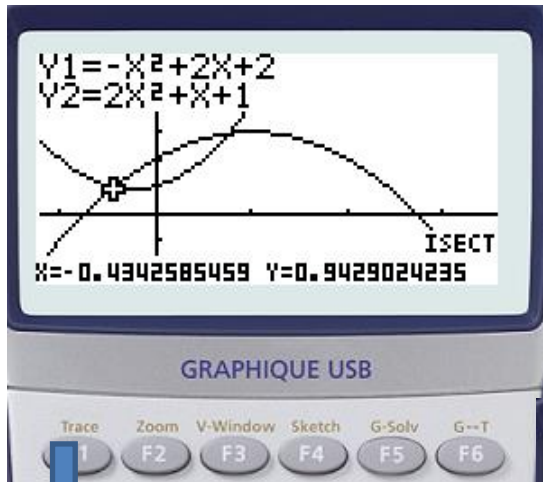 Y1=-X²+2X+2
Y2=2X²+X+1
ISECT
X=-0.4342585459 Y=0.9429024235
GRAPHIQUE USB
Trace Zoom V-Window Sketch G-Solv G↔T
1 F2 F3 F4 F5 F6